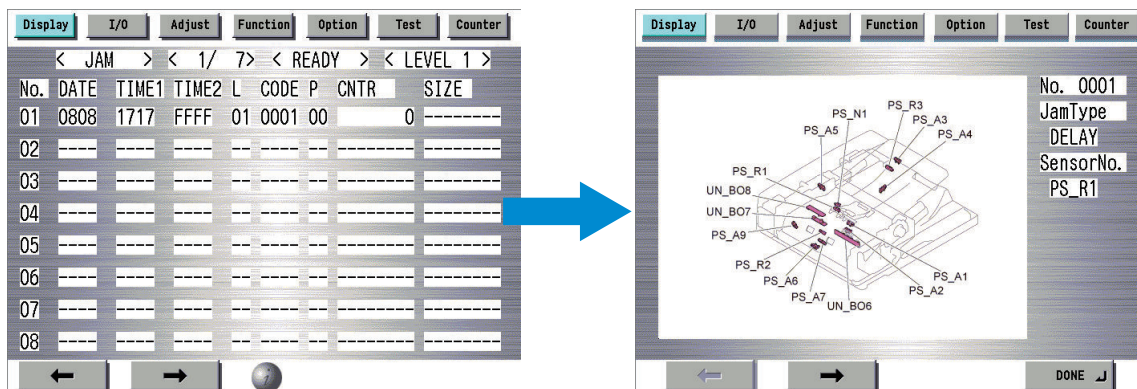 Display I/O Adjust Function Option Test Counter
< JAM > < 1/ 7> < READY > < LEVEL 1 >
No. DATE TIME1 TIME2 L CODE P CNTR SIZE
01 0808 1717 FFFF 01 0001 00 0 --------
02 ---- ---- ---- -- ---- -- -------- --------
03 ---- ---- ---- -- ---- -- -------- --------
04 ---- ---- ---- -- ---- -- -------- --------
05 ---- ---- ---- -- ---- -- -------- --------
06 ---- ---- ---- -- ---- -- -------- --------
07 ---- ---- ---- -- ---- -- -------- --------
08 ---- ---- ---- -- ---- -- -------- --------
i
Display I/O Adjust Function Option Test Counter
No. 0001
JamType
DELAY
SensorNo.
PS_R1
PS_R3
PS_N1
PS_A3
PS_A5
PS_A4
PS_R1
UN_BO8
UN_BO7
PS_A9
PS_R2
PS_A6
PS_A7
UN_BO6
PS_A2
PS_A1
DONE